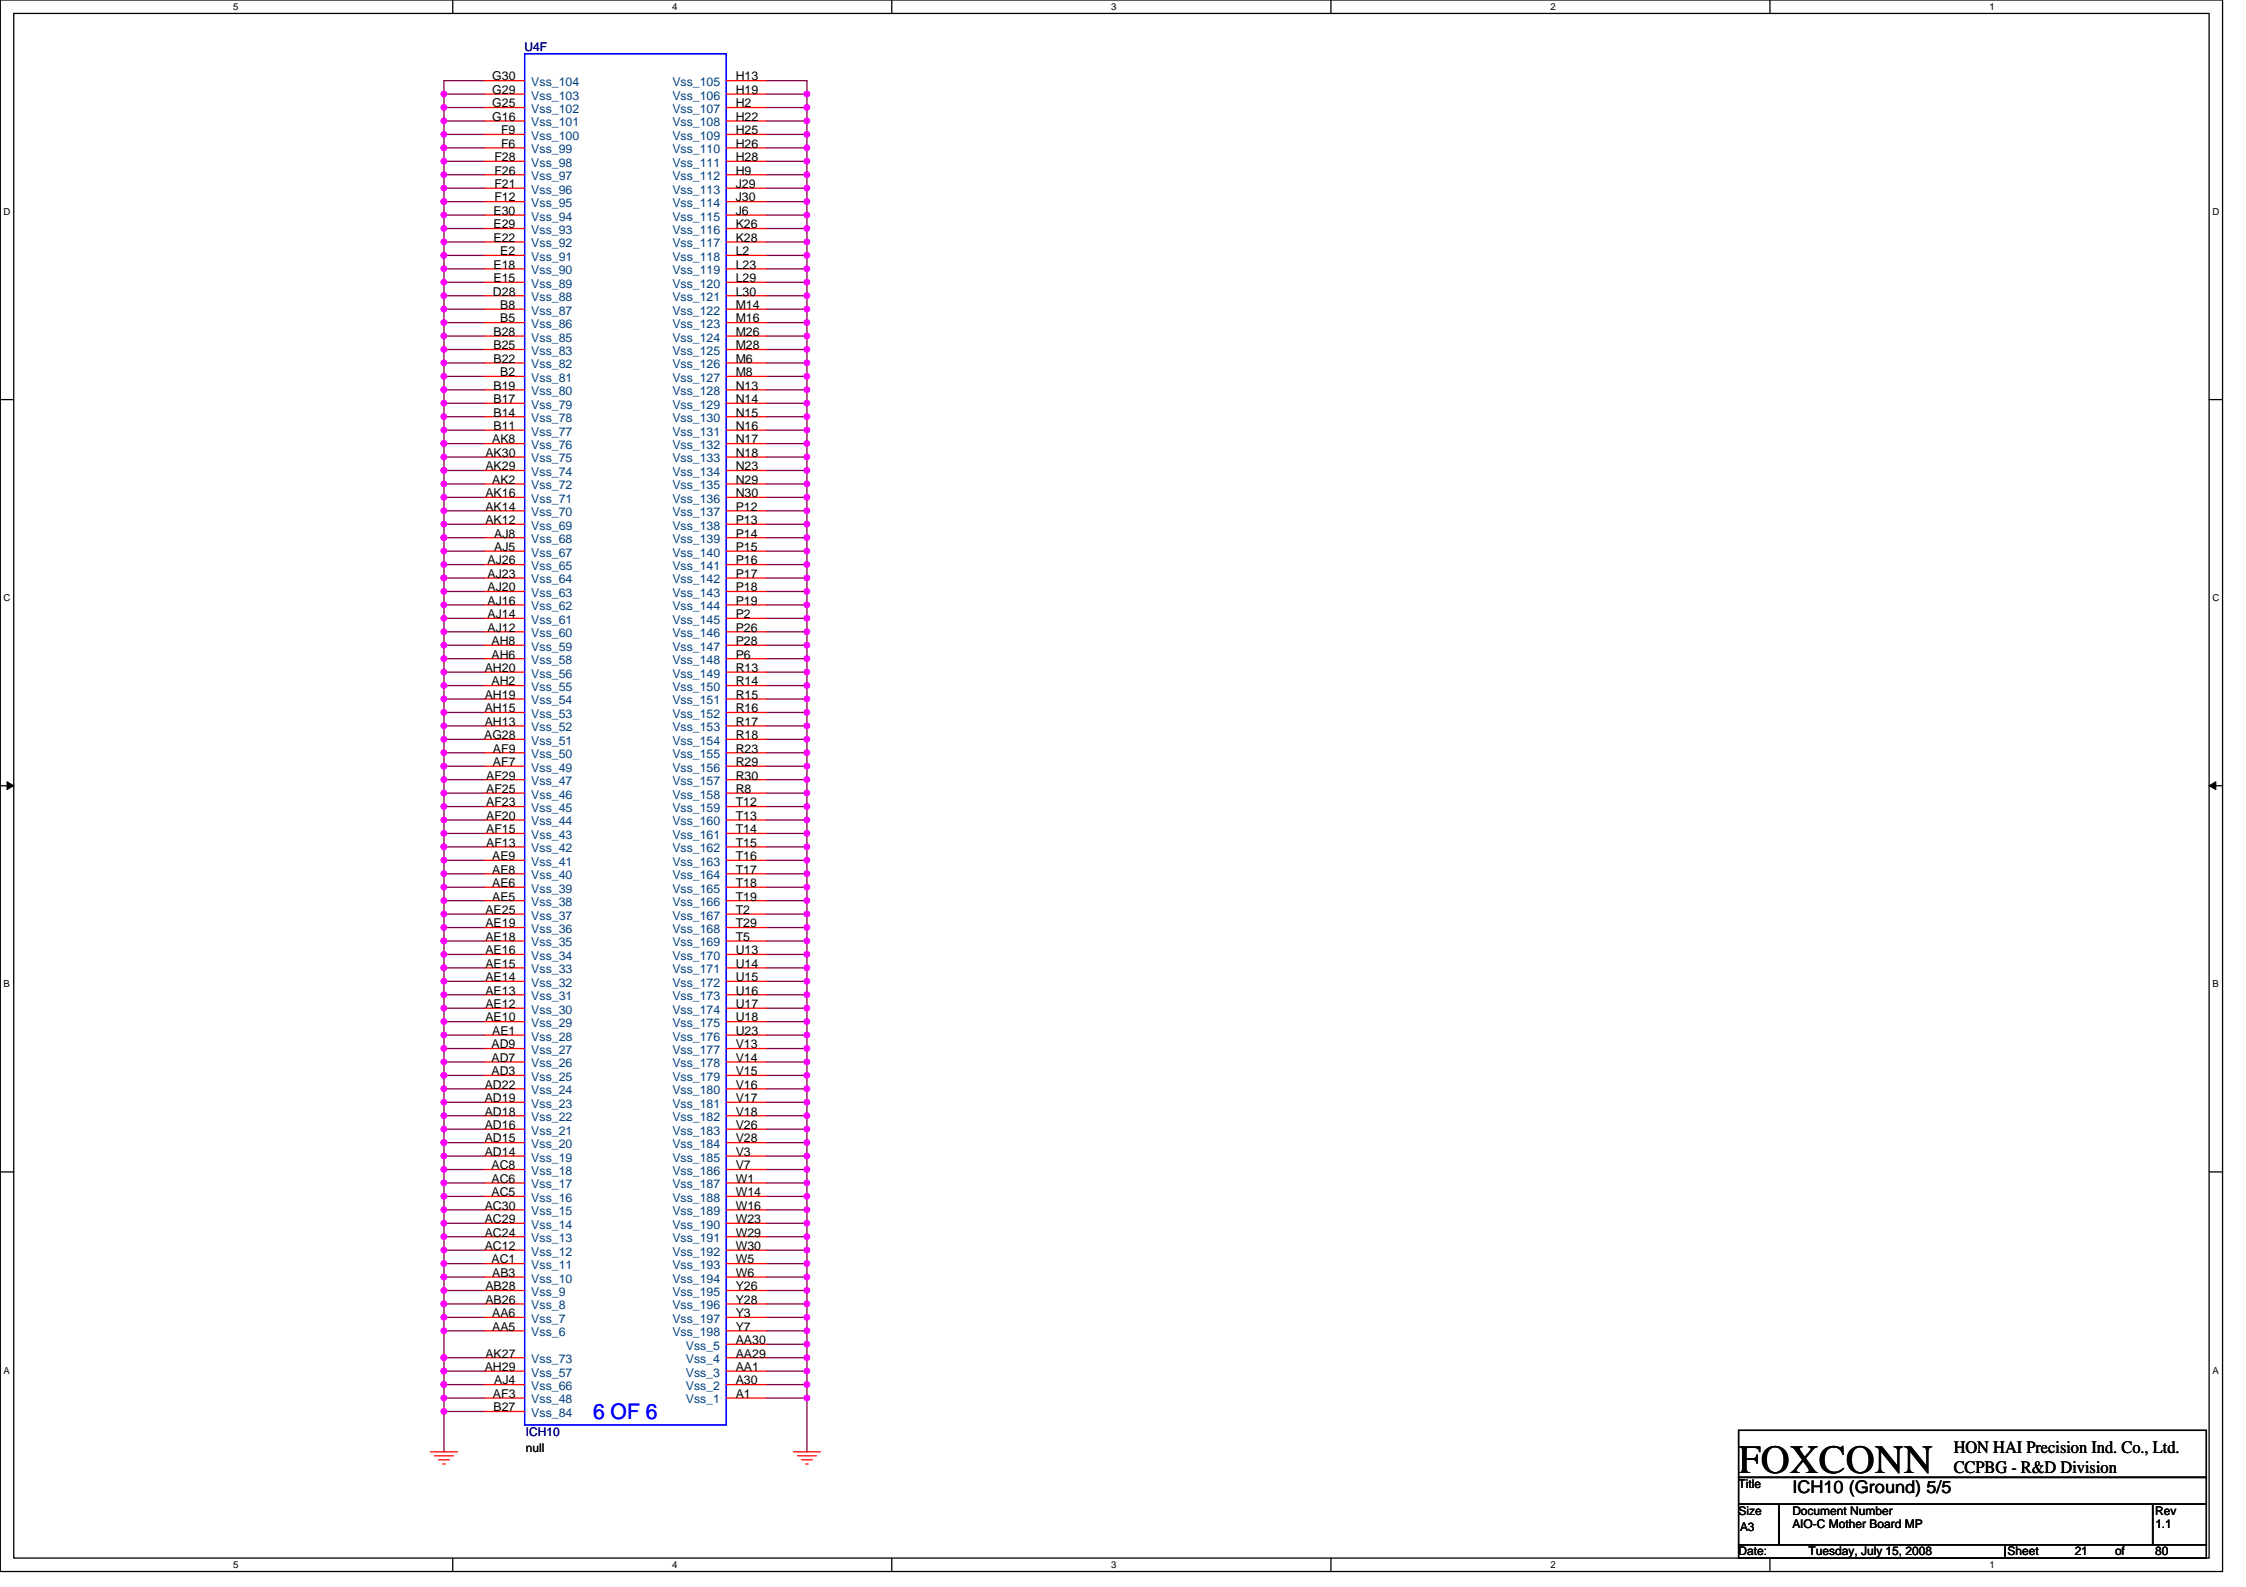 5 4 3 2 1
U4F
G30 Vss_104 Vss_105 H13
G29 Vss_103 Vss_106 H19
G25 Vss_102 Vss_107 H2
G16 Vss_101 Vss_108 H22
F9 Vss_100 Vss_109 H25
F6 Vss_99 Vss_110 H26
F28 Vss_98 Vss_111 H28
F26 Vss_97 Vss_112 H9
F21 Vss_96 Vss_113 J29
F12 Vss_95 Vss_114 J30
D E30 Vss_94 Vss_115 J6 D
E29 Vss_93 Vss_116 K26
E22 Vss_92 Vss_117 K28
E2 Vss_91 Vss_118 L2
E18 Vss_90 Vss_119 L23
E15 Vss_89 Vss_120 L29
D28 Vss_88 Vss_121 L30
B8 Vss_87 Vss_122 M14
B5 Vss_86 Vss_123 M16
B28 Vss_85 Vss_124 M26
B25 Vss_83 Vss_125 M28
B22 Vss_82 Vss_126 M6
B2 Vss_81 Vss_127 M8
B19 Vss_80 Vss_128 N13
B17 Vss_79 Vss_129 N14
B14 Vss_78 Vss_130 N15
B11 Vss_77 Vss_131 N16
AK8 Vss_76 Vss_132 N17
AK30 Vss_75 Vss_133 N18
AK29 Vss_74 Vss_134 N23
AK2 Vss_72 Vss_135 N29
AK16 Vss_71 Vss_136 N30
AK14 Vss_70 Vss_137 P12
AK12 Vss_69 Vss_138 P13
AJ8 Vss_68 Vss_139 P14
AJ5 Vss_67 Vss_140 P15
AJ26 Vss_65 Vss_141 P16
AJ23 Vss_64 Vss_142 P17
AJ20 Vss_63 Vss_143 P18
C AJ16 Vss_62 Vss_144 P19 C
AJ14 Vss_61 Vss_145 P2
AJ12 Vss_60 Vss_146 P26
AH8 Vss_59 Vss_147 P28
AH6 Vss_58 Vss_148 P6
AH20 Vss_56 Vss_149 R13
AH2 Vss_55 Vss_150 R14
AH19 Vss_54 Vss_151 R15
AH15 Vss_53 Vss_152 R16
AH13 Vss_52 Vss_153 R17
AG28 Vss_51 Vss_154 R18
AF9 Vss_50 Vss_155 R23
AF7 Vss_49 Vss_156 R29
AF29 Vss_47 Vss_157 R30
AF25 Vss_46 Vss_158 R8
AF23 Vss_45 Vss_159 T12
AF20 Vss_44 Vss_160 T13
AF15 Vss_43 Vss_161 T14
AF13 Vss_42 Vss_162 T15
AE9 Vss_41 Vss_163 T16
AE8 Vss_40 Vss_164 T17
AE6 Vss_39 Vss_165 T18
AE5 Vss_38 Vss_166 T19
AE25 Vss_37 Vss_167 T2
AE19 Vss_36 Vss_168 T29
AE18 Vss_35 Vss_169 T5
AE16 Vss_34 Vss_170 U13
AE15 Vss_33 Vss_171 U14
B AE14 Vss_32 Vss_172 U15 B
AE13 Vss_31 Vss_173 U16
AE12 Vss_30 Vss_174 U17
AE10 Vss_29 Vss_175 U18
AE1 Vss_28 Vss_176 U23
AD9 Vss_27 Vss_177 V13
AD7 Vss_26 Vss_178 V14
AD3 Vss_25 Vss_179 V15
AD22 Vss_24 Vss_180 V16
AD19 Vss_23 Vss_181 V17
AD18 Vss_22 Vss_182 V18
AD16 Vss_21 Vss_183 V26
AD15 Vss_20 Vss_184 V28
AD14 Vss_19 Vss_185 V3
AC8 Vss_18 Vss_186 V7
AC6 Vss_17 Vss_187 W1
AC5 Vss_16 Vss_188 W14
AC30 Vss_15 Vss_189 W16
AC29 Vss_14 Vss_190 W23
AC24 Vss_13 Vss_191 W29
AC12 Vss_12 Vss_192 W30
AC1 Vss_11 Vss_193 W5
AB3 Vss_10 Vss_194 W6
AB28 Vss_9 Vss_195 Y26
AB26 Vss_8 Vss_196 Y28
AA6 Vss_7 Vss_197 Y3
AA5 Vss_6 Vss_198 Y7
Vss_5 AA30
AK27 Vss_73 Vss_4 AA29
A AH29 Vss_57 Vss_3 AA1 A
AJ4 Vss_66 Vss_2 A30
AF3 Vss_48 Vss_1 A1
B27 Vss_84 6 OF 6
ICH10
null
FOXCONN HON HAI Precision Ind. Co., Ltd.
CCPBG - R&D Division
Title ICH10 (Ground) 5/5
Size Document Number Rev
A3 AIO-C Mother Board MP 1.1
Date: Tuesday, July 15, 2008 Sheet 21 of 80
5 4 3 2 1